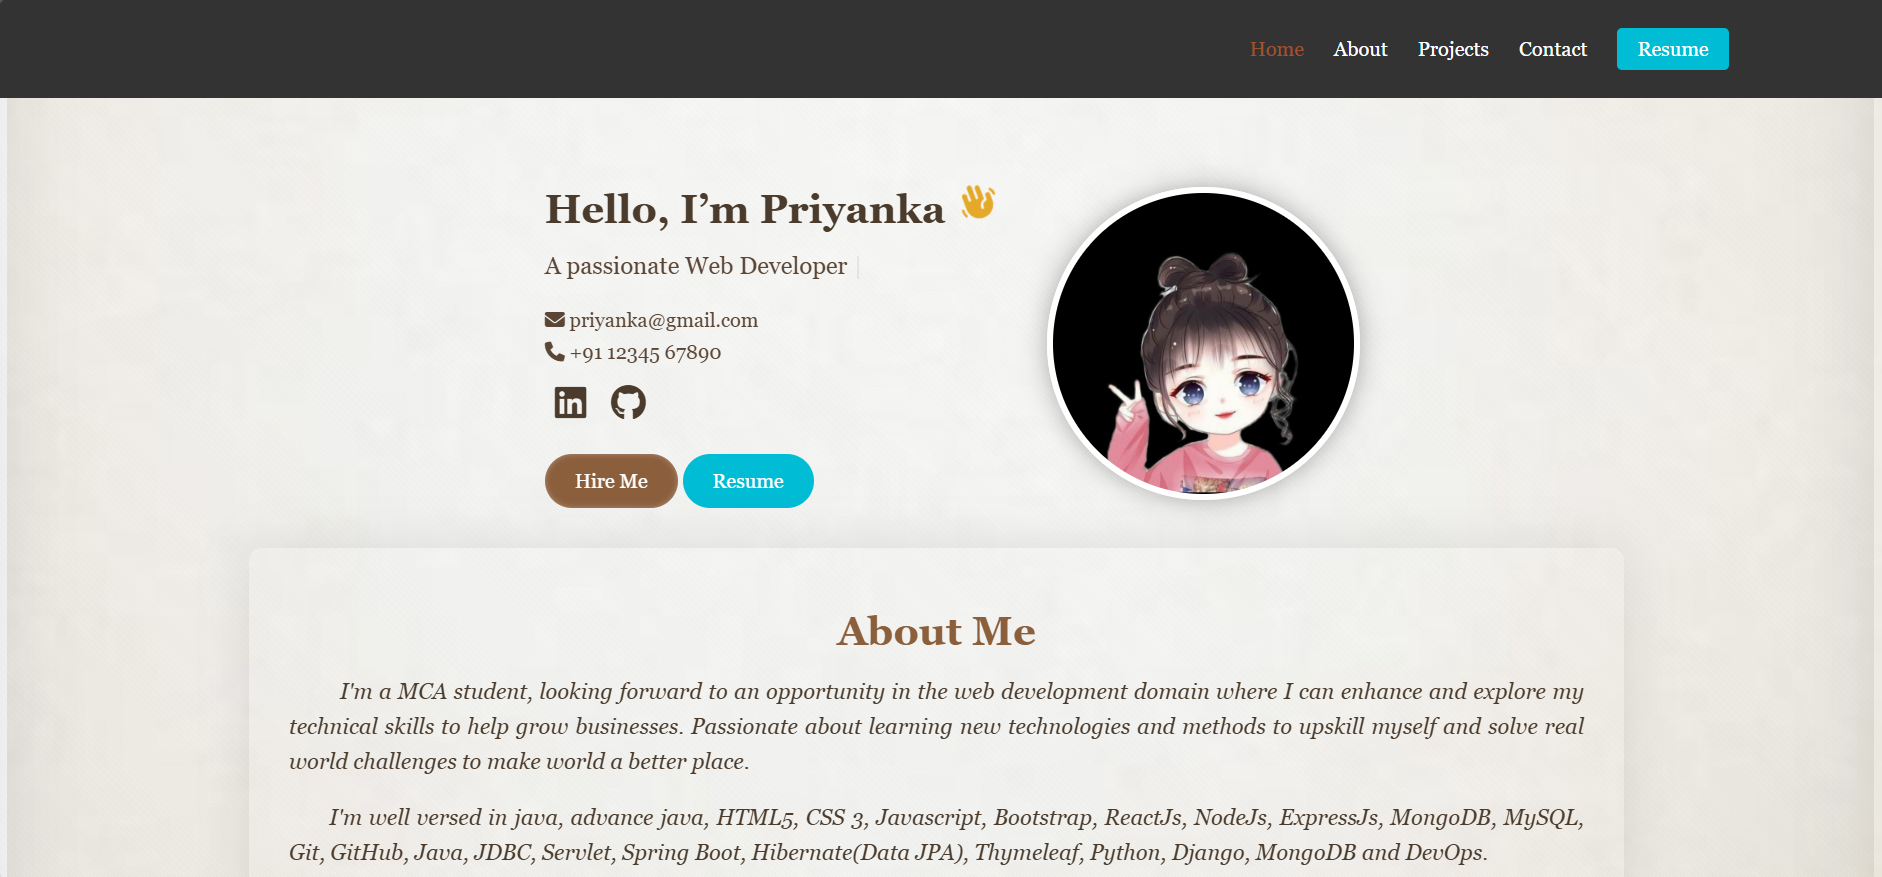 Home About Projects Contact Resume
Hello, I’m Priyanka 👋
A passionate Web Developer
priyanka@gmail.com
+91 12345 67890
in
Hire Me Resume
About Me
I'm a MCA student, looking forward to an opportunity in the web development domain where I can enhance and explore my
technical skills to help grow businesses. Passionate about learning new technologies and methods to upskill myself and solve real
world challenges to make world a better place.
I'm well versed in java, advance java, HTML5, CSS 3, Javascript, Bootstrap, ReactJs, NodeJs, ExpressJs, MongoDB, MySQL,
Git, GitHub, Java, JDBC, Servlet, Spring Boot, Hibernate(Data JPA), Thymeleaf, Python, Django, MongoDB and DevOps.